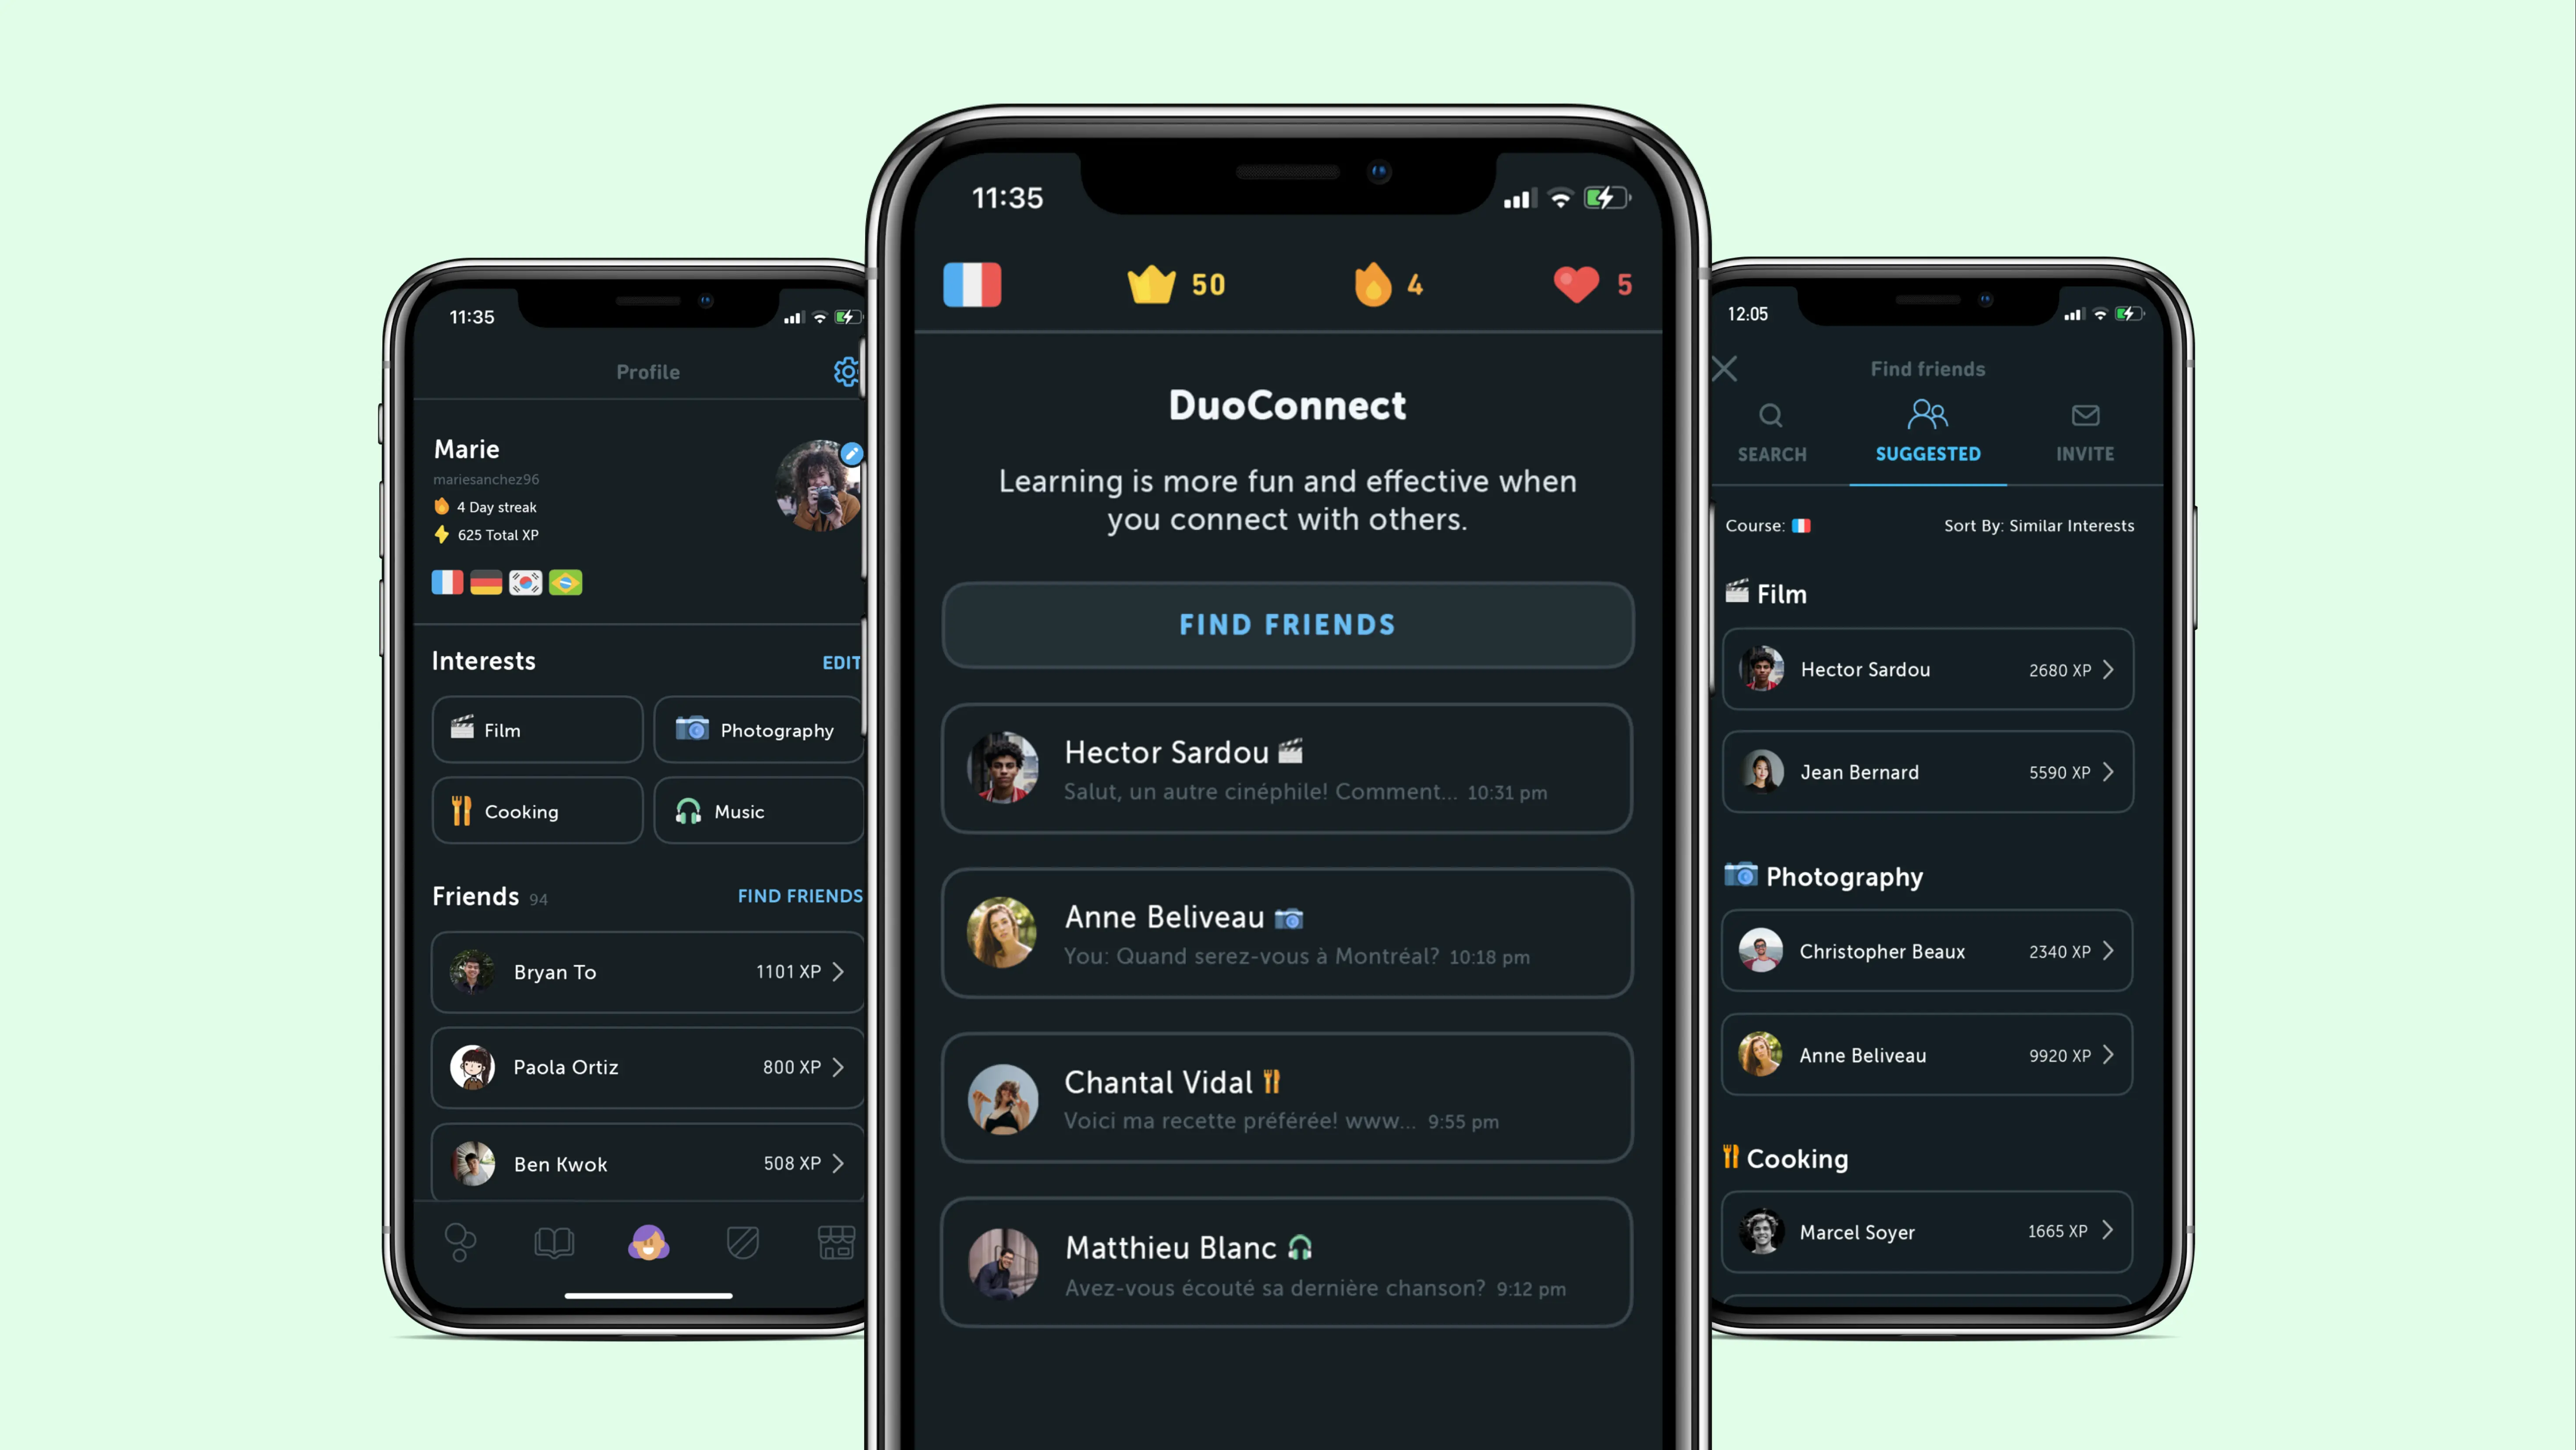 11:35
Profile
Marie
mariesanchez96
4 Day streak
625 Total XP
Interests
EDIT
Film
Photography
Cooking
Music
Friends 94
FIND FRIENDS
Bryan To
1101 XP
Paola Ortiz
800 XP
Ben Kwok
508 XP
11:35
50
4
5
DuoConnect
Learning is more fun and effective when
you connect with others.
FIND FRIENDS
Hector Sardou
Salut, un autre cinéphile! Comment... 10:31 pm
Anne Beliveau
You: Quand serez-vous à Montréal? 10:18 pm
Chantal Vidal
Voici ma recette préférée! www... 9:55 pm
Matthieu Blanc
Avez-vous écouté sa dernière chanson? 9:12 pm
12:05
Find friends
SEARCH
SUGGESTED
INVITE
Course:
Sort By: Similar Interests
Film
Hector Sardou
2680 XP
Jean Bernard
5590 XP
Photography
Christopher Beaux
2340 XP
Anne Beliveau
9920 XP
Cooking
Marcel Soyer
1665 XP